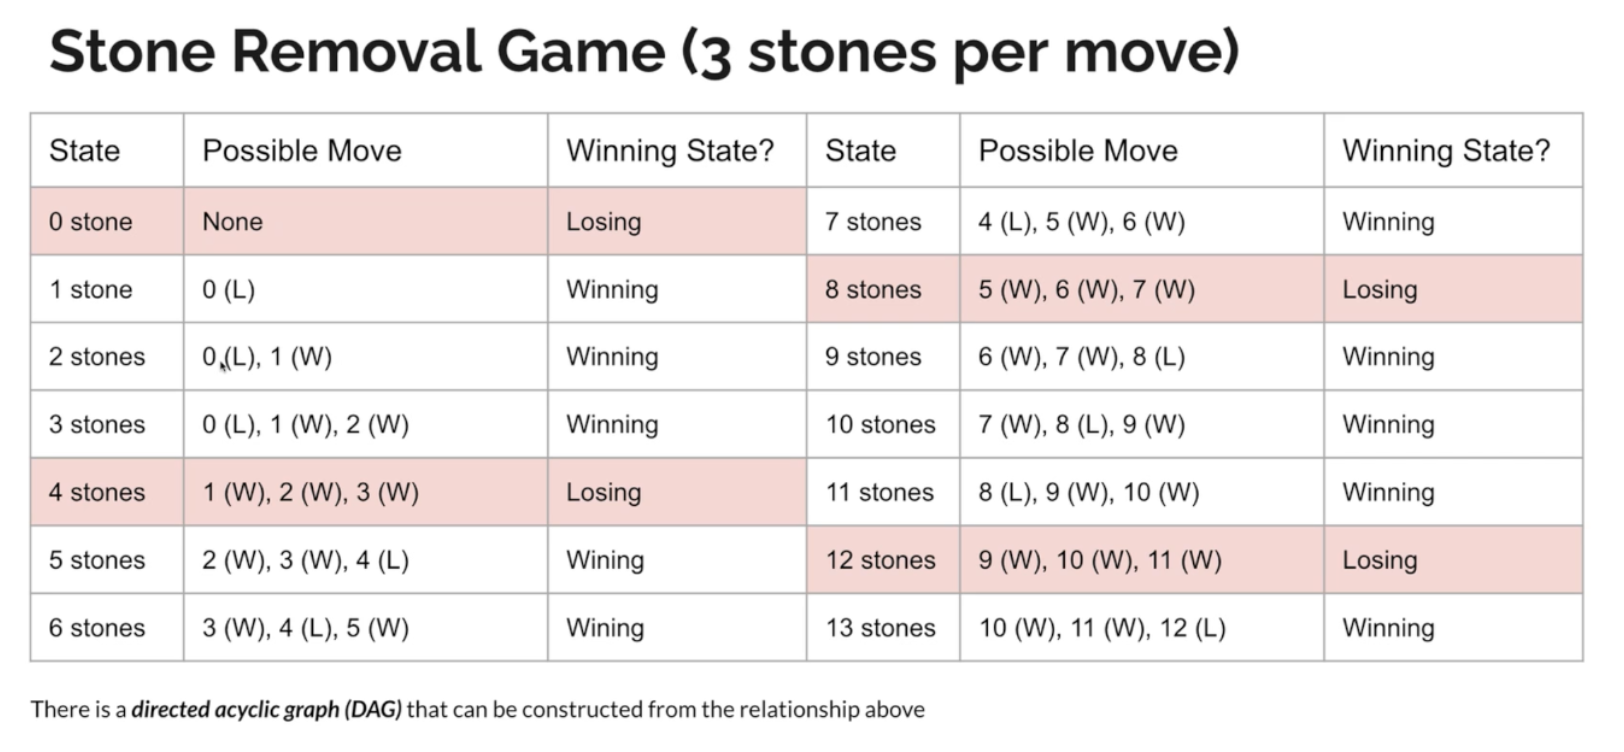 Stone Removal Game (3 stones per move)
State Possible Move Winning State? State Possible Move Winning State?
0 stone None Losing 7 stones 4 (L), 5 (W), 6 (W) Winning
1 stone 0 (L) Winning 8 stones 5 (W), 6 (W), 7 (W) Losing
2 stones 0 (L), 1 (W) Winning 9 stones 6 (W), 7 (W), 8 (L) Winning
3 stones 0 (L), 1 (W), 2 (W) Winning 10 stones 7 (W), 8 (L), 9 (W) Winning
4 stones 1 (W), 2 (W), 3 (W) Losing 11 stones 8 (L), 9 (W), 10 (W) Winning
5 stones 2 (W), 3 (W), 4 (L) Wining 12 stones 9 (W), 10 (W), 11 (W) Losing
6 stones 3 (W), 4 (L), 5 (W) Wining 13 stones 10 (W), 11 (W), 12 (L) Winning
There is a directed acyclic graph (DAG) that can be constructed from the relationship above